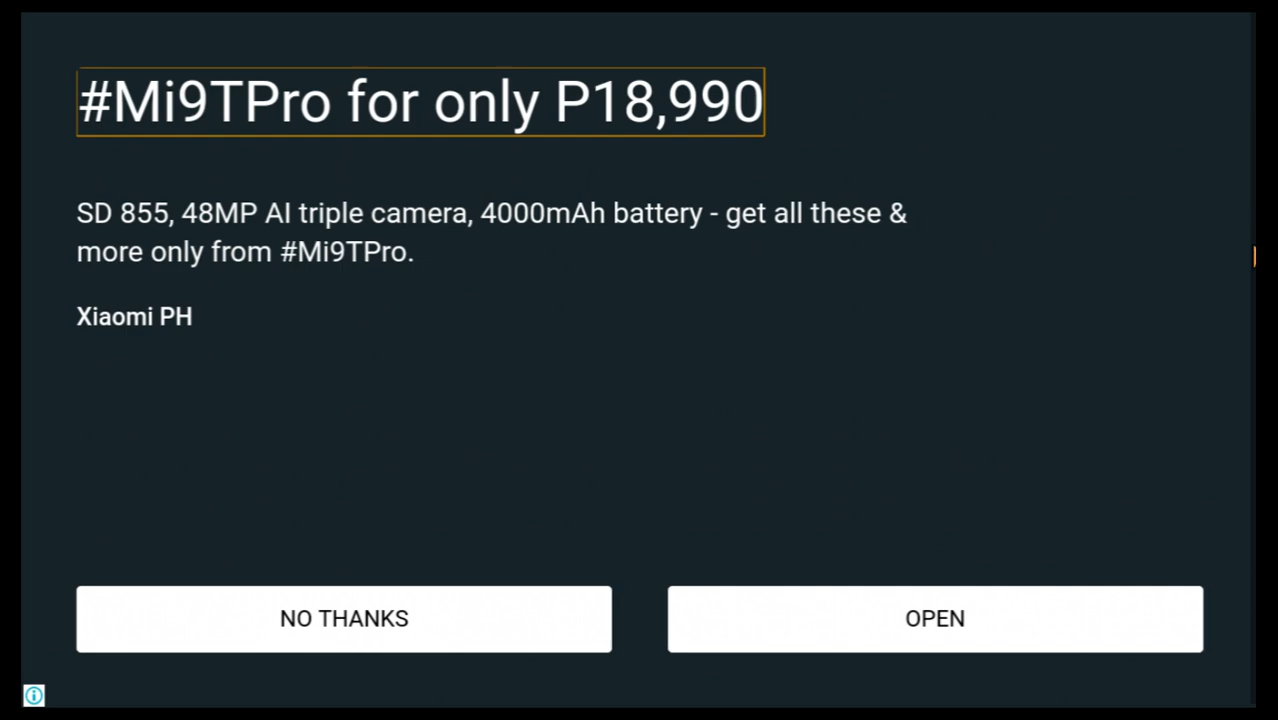 #Mi9TPro for only P18,990
SD 855, 48MP AI triple camera, 4000mAh battery - get all these &
more only from #Mi9TPro.
Xiaomi PH
NO THANKS
OPEN